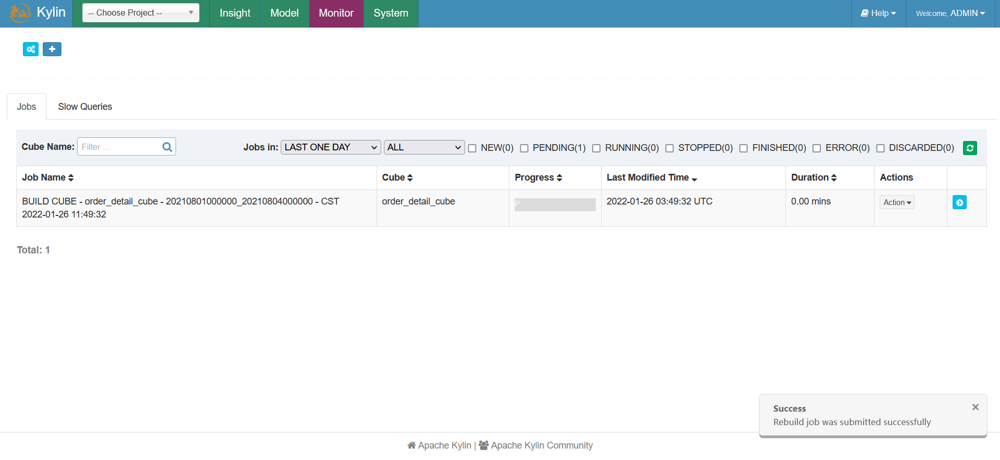 Kylin
-- Choose Project --
Insight
Model
Monitor
System
Help
Welcome, ADMIN
Jobs
Slow Queries
Cube Name: Filter ... Jobs in: LAST ONE DAY ALL NEW(0) PENDING(1) RUNNING(0) STOPPED(0) FINISHED(0) ERROR(0) DISCARDED(0)
Job Name Cube Progress Last Modified Time Duration Actions
BUILD CUBE - order_detail_cube - 20210801000000_20210804000000 - CST order_detail_cube P 2022-01-26 03:49:32 UTC 0.00 mins Action
2022-01-26 11:49:32
Total: 1
Success
Rebuild job was submitted successfully
Apache Kylin | Apache Kylin Community